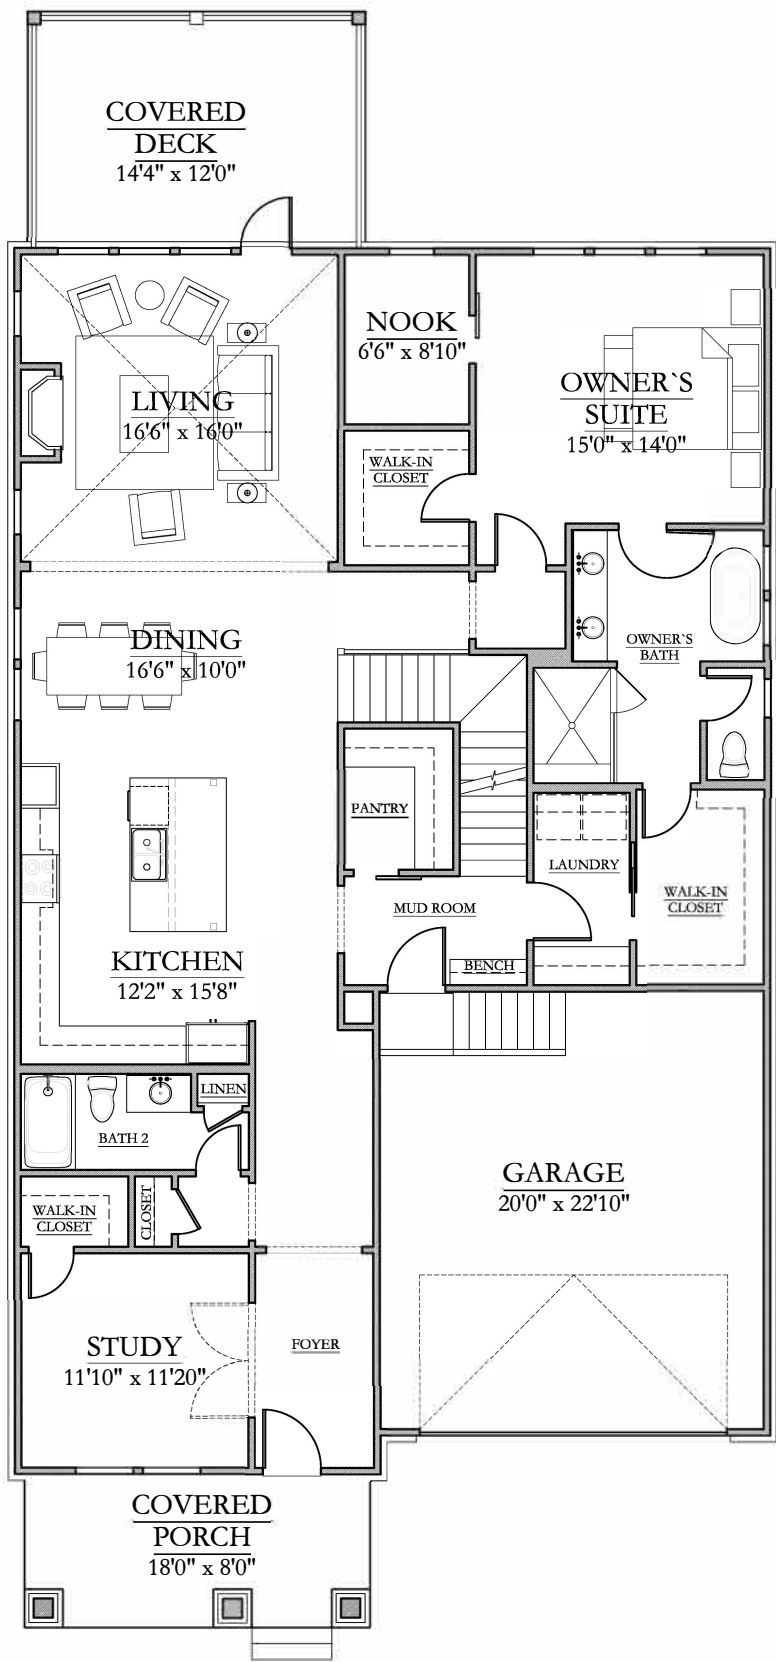 COVERED
DECK
14'4" x 12'0"
NOOK
6'6" x 8'10"
OWNER`S
SUITE
15'0" x 14'0"
LIVING
16'6" x 16'0"
WALK-IN
CLOSET
DINING
16'6" x 10'0"
OWNER`S
BATH
PANTRY
LAUNDRY
WALK-IN
CLOSET
MUD ROOM
BENCH
KITCHEN
12'2" x 15'8"
LINEN
BATH 2
GARAGE
20'0" x 22'10"
WALK-IN
CLOSET
CLOSET
STUDY
11'10" x 11'20"
FOYER
COVERED
PORCH
18'0" x 8'0"